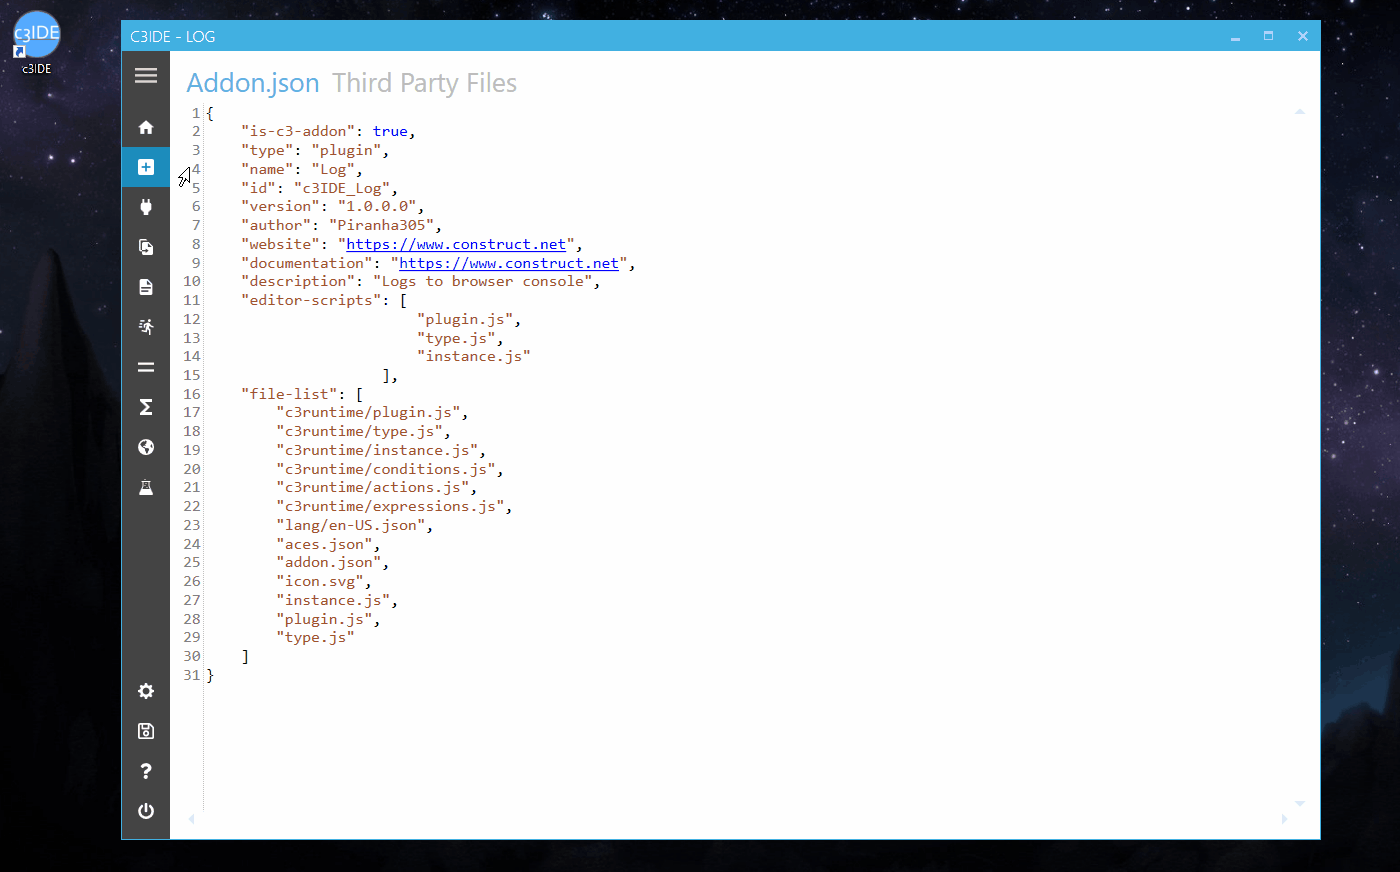 c3IDE
c3IDE
C3IDE - LOG
Addon.json Third Party Files
1 {
2 "is-c3-addon": true,
3 "type": "plugin",
4 "name": "Log",
5 "id": "c3IDE_Log",
6 "version": "1.0.0.0",
7 "author": "Piranha305",
8 "website": "https://www.construct.net",
9 "documentation": "https://www.construct.net",
10 "description": "Logs to browser console",
11 "editor-scripts": [
12 "plugin.js",
13 "type.js",
14 "instance.js"
15 ],
16 "file-list": [
17 "c3runtime/plugin.js",
18 "c3runtime/type.js",
19 "c3runtime/instance.js",
20 "c3runtime/conditions.js",
21 "c3runtime/actions.js",
22 "c3runtime/expressions.js",
23 "lang/en-US.json",
24 "aces.json",
25 "addon.json",
26 "icon.svg",
27 "instance.js",
28 "plugin.js",
29 "type.js"
30 ]
31 }